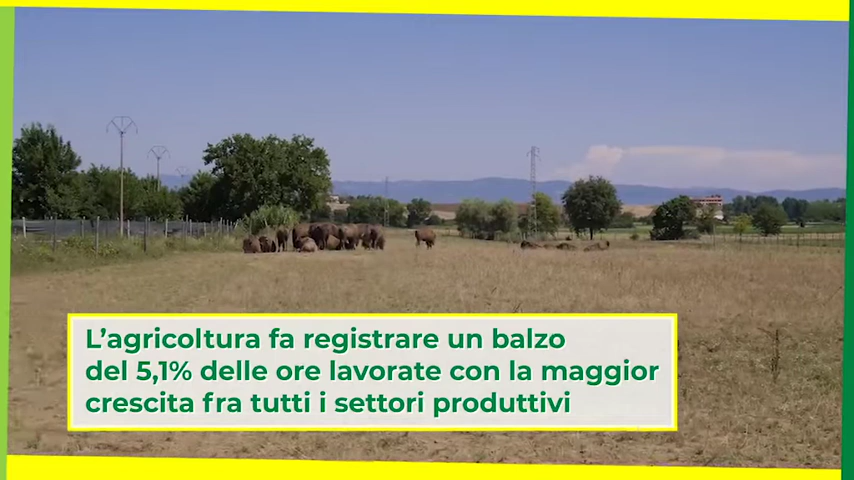 L’agricoltura fa registrare un balzo
del 5,1% delle ore lavorate con la maggior
crescita fra tutti i settori produttivi